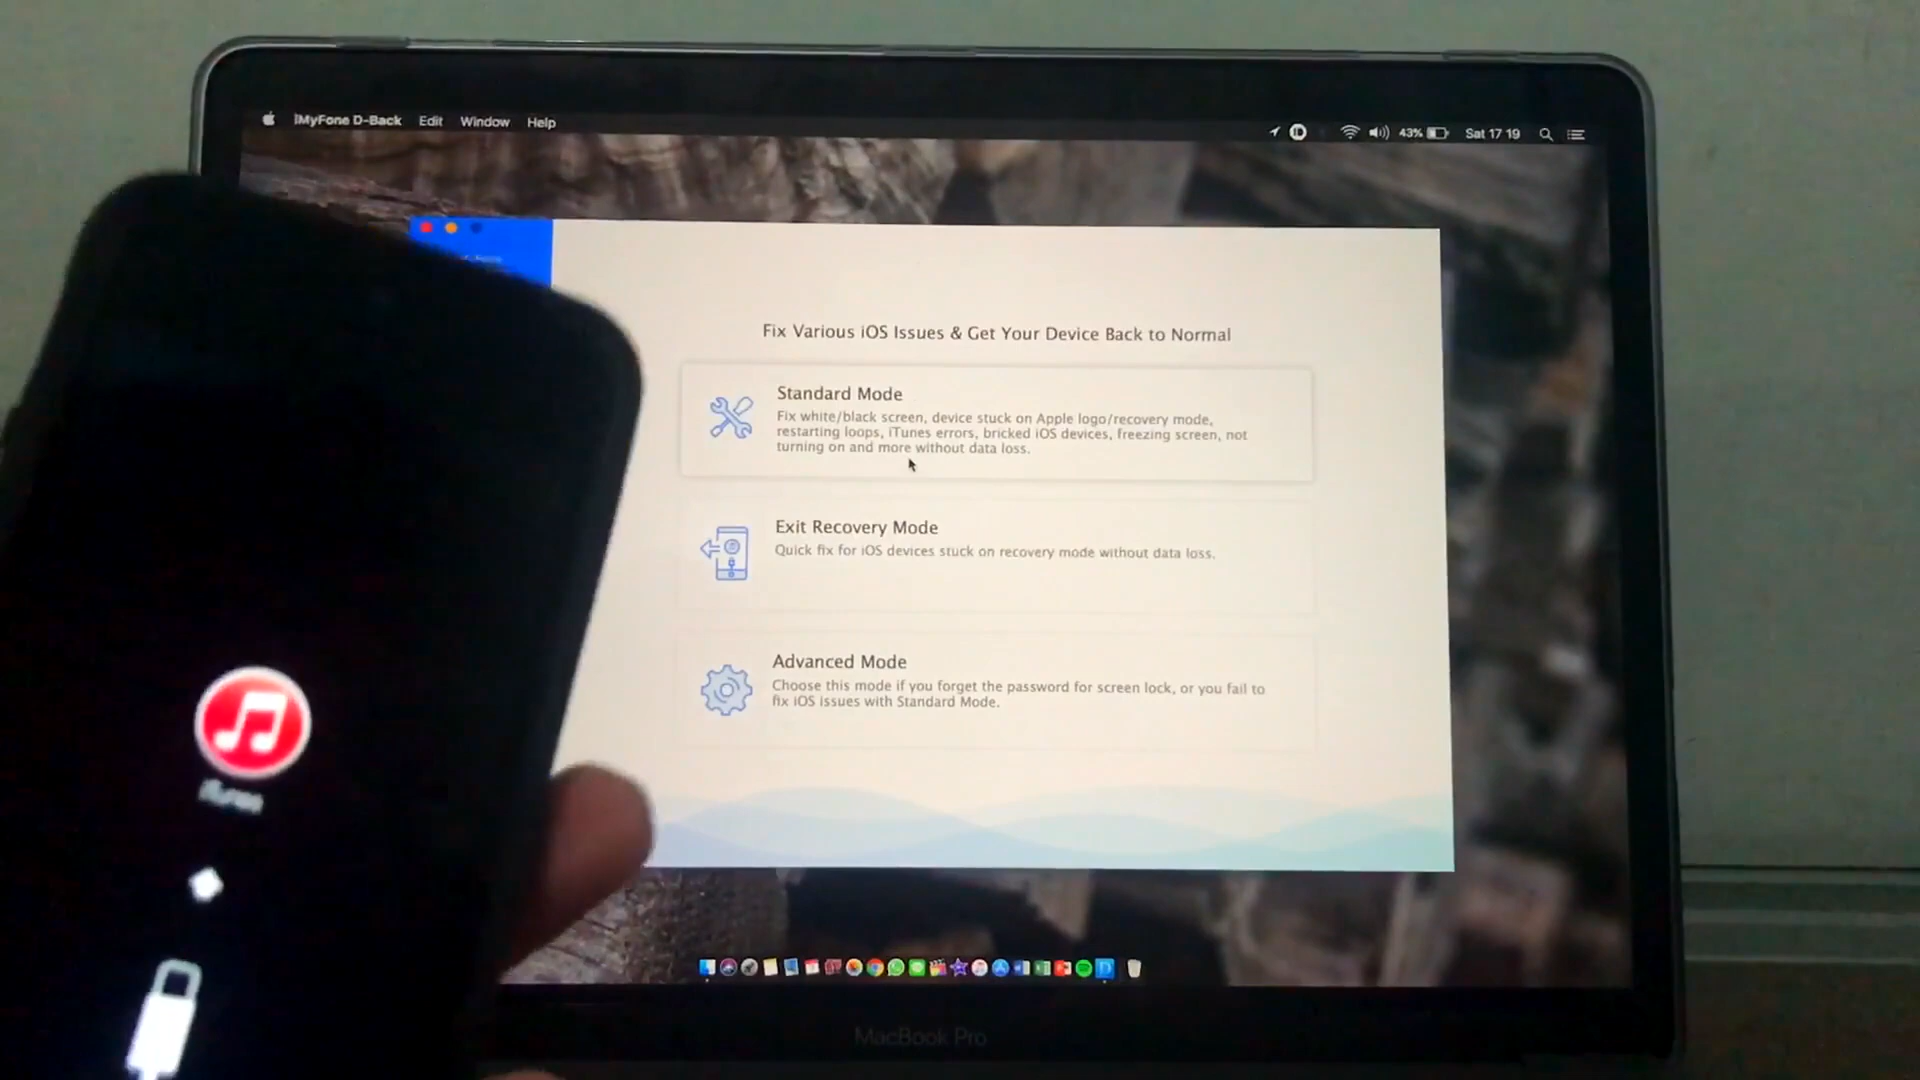 iMyFone D-Back Edit Window Help
43% Sat 17 19
Fix Various iOS Issues & Get Your Device Back to Normal
Standard Mode
Fix white/black screen, device stuck on Apple logo/recovery mode,
restarting loops, iTunes errors, bricked iOS devices, freezing screen, not
turning on and more without data loss.
Exit Recovery Mode
Quick fix for iOS devices stuck on recovery mode without data loss.
Advanced Mode
Choose this mode if you forget the password for screen lock, or you fail to
fix iOS issues with Standard Mode.
iTunes
MacBook Pro